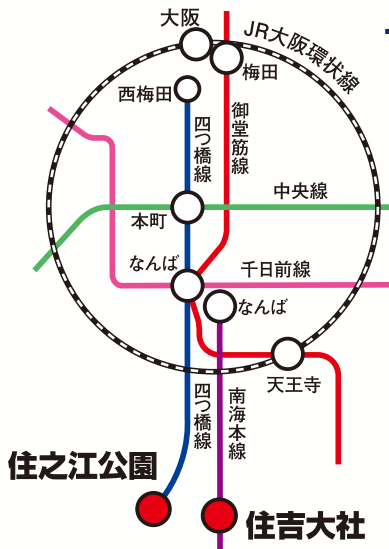 大阪
JR大阪環状線
梅田
西梅田
四つ橋線
御堂筋線
中央線
本町
なんば
千日前線
なんば
天王寺
四つ橋線
南海本線
住之江公園
住吉大社